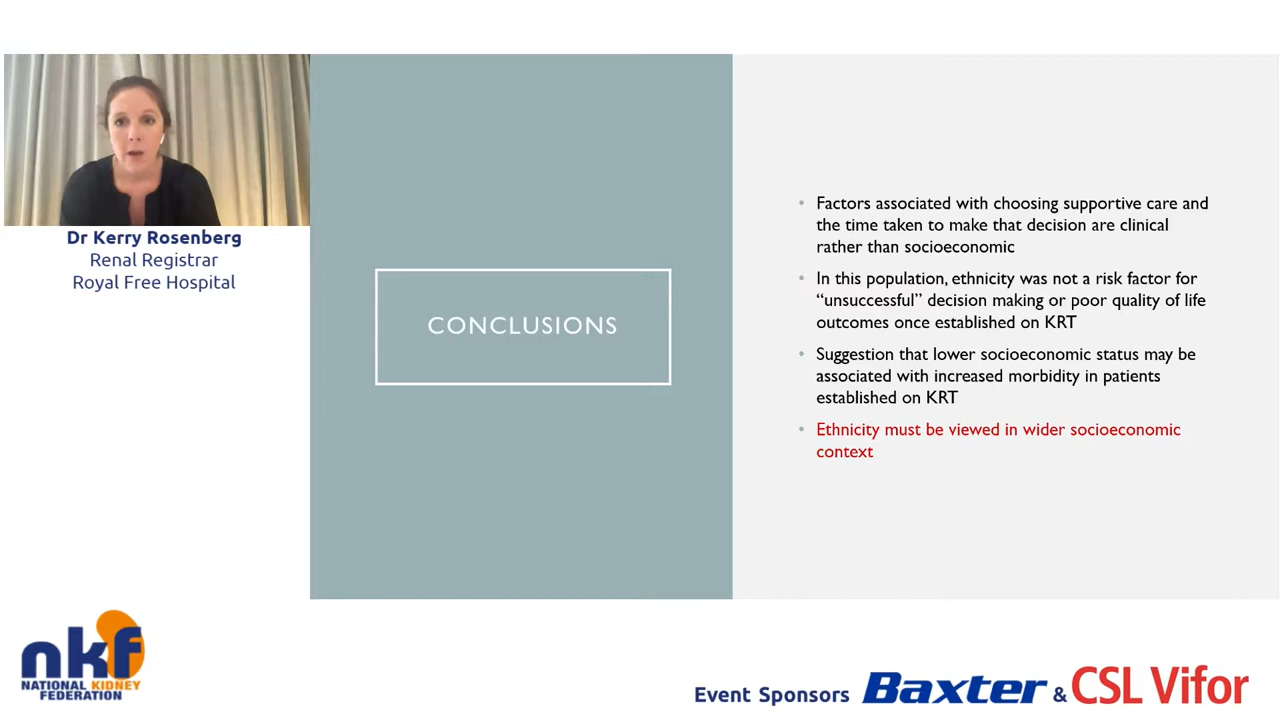 Dr Kerry Rosenberg
Renal Registrar
Royal Free Hospital
CONCLUSIONS
• Factors associated with choosing supportive care and
the time taken to make that decision are clinical
rather than socioeconomic
• In this population, ethnicity was not a risk factor for
“unsuccessful” decision making or poor quality of life
outcomes once established on KRT
• Suggestion that lower socioeconomic status may be
associated with increased morbidity in patients
established on KRT
• Ethnicity must be viewed in wider socioeconomic
context
nkf
NATIONAL KIDNEY
FEDERATION
Event Sponsors Baxter & CSL Vifor